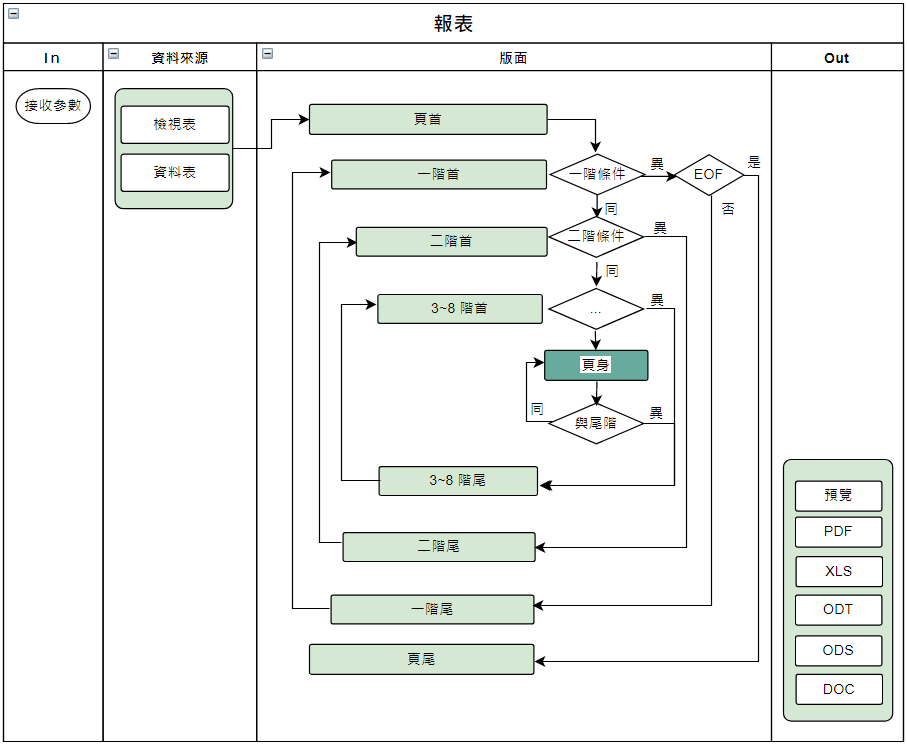 報表
In
資料來源
版面
Out
接收參數
檢視表
資料表
頁首
一階首
一階條件
異
EOF
是
否
同
二階首
二階條件
異
同
3~8 階首
...
異
頁身
同
與尾階
異
3~8 階尾
二階尾
一階尾
頁尾
預覽
PDF
XLS
ODT
ODS
DOC